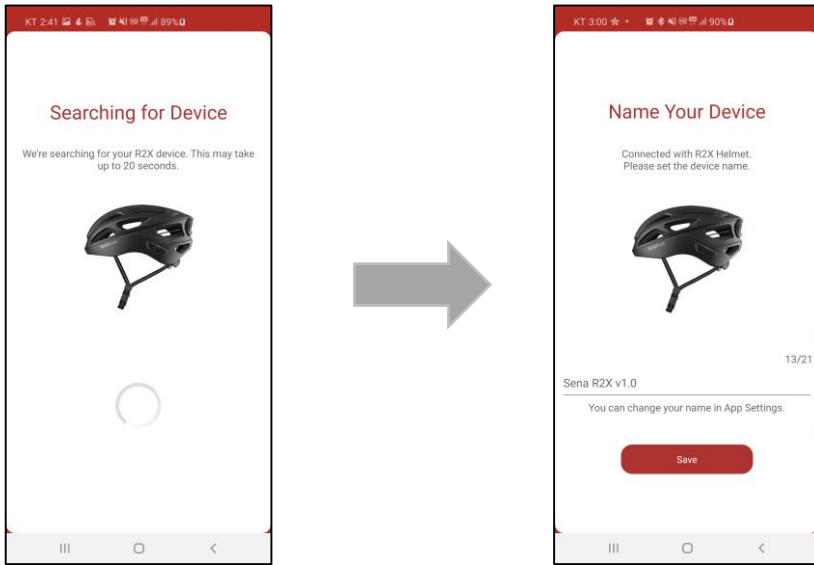 KT 2:41 89%
Searching for Device
We're searching for your R2X device. This may take
up to 20 seconds.
SENA
KT 3:00 90%
Name Your Device
Connected with R2X Helmet.
Please set the device name.
SENA
13/21
Sena R2X v1.0
You can change your name in App Settings.
Save